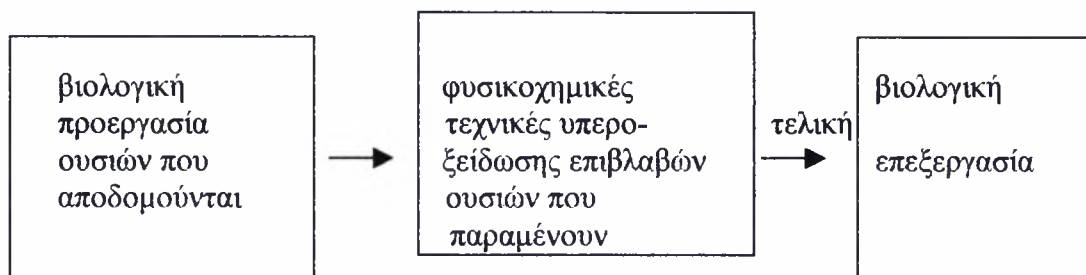 βιολογική
προεργασία
ουσιών που
αποδομούνται
φυσικοχημικές
τεχνικές υπερο-
ξείδωσης επιβλαβών
ουσιών που
παραμένουν
τελική
βιολογική
επεξεργασία